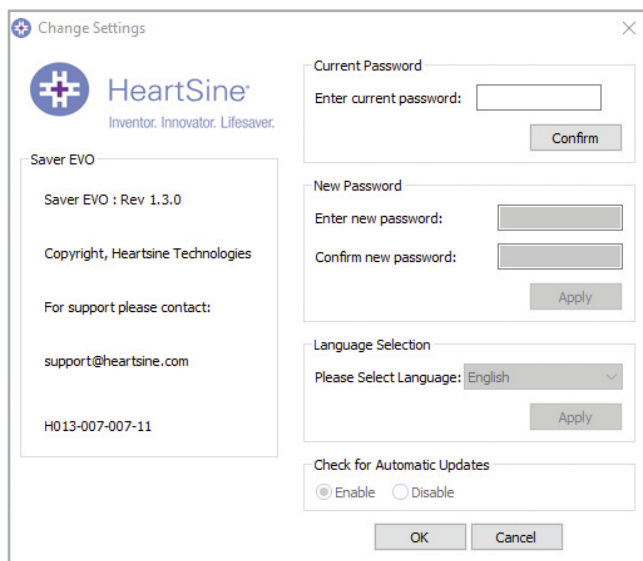 Change Settings
HeartSine®
Inventor. Innovator. Lifesaver.
Saver EVO
Saver EVO : Rev 1.3.0
Copyright, Heartsine Technologies
For support please contact:
support@heartsine.com
H013-007-007-11
Current Password
Enter current password:
Confirm
New Password
Enter new password:
Confirm new password:
Apply
Language Selection
Please Select Language: English
Apply
Check for Automatic Updates
Enable Disable
OK Cancel